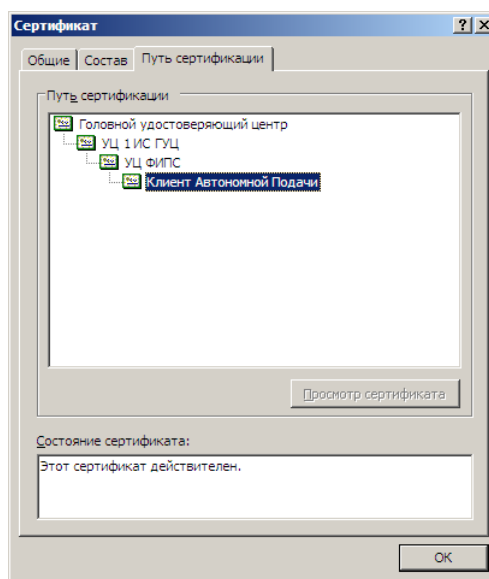 Сертификат
Общие Состав Путь сертификации
Путь сертификации
Головной удостоверяющий центр
УЦ 1 ИС ГУЦ
УЦ ФИПС
Клиент Автономной Подачи
Просмотр сертификата
Состояние сертификата:
Этот сертификат действителен.
ОК